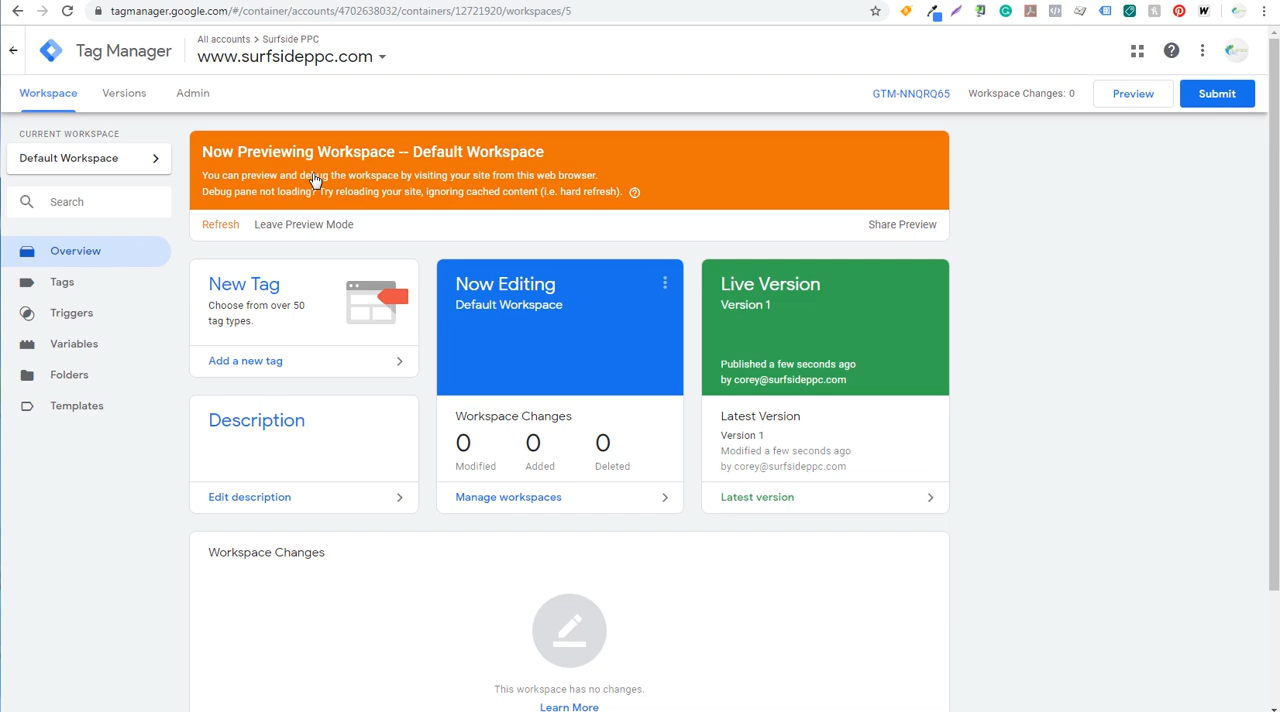 tagmanager.google.com/#/container/accounts/4702638032/containers/12721920/workspaces/5
Tag Manager
All accounts > Surfside PPC
www.surfsideppc.com
Workspace
Versions
Admin
GTM-NNQRQ65
Workspace Changes: 0
Preview
Submit
CURRENT WORKSPACE
Default Workspace
Search
Overview
Tags
Triggers
Variables
Folders
Templates
Now Previewing Workspace -- Default Workspace
You can preview and debug the workspace by visiting your site from this web browser.
Debug pane not loading? Try reloading your site, ignoring cached content (i.e. hard refresh).
Refresh
Leave Preview Mode
Share Preview
New Tag
Choose from over 50
tag types.
Add a new tag
Now Editing
Default Workspace
Live Version
Version 1
Published a few seconds ago
by corey@surfsideppc.com
Description
Edit description
Workspace Changes
0 0 0
Modified Added Deleted
Manage workspaces
Latest Version
Version 1
Modified a few seconds ago
by corey@surfsideppc.com
Latest version
Workspace Changes
This workspace has no changes.
Learn More